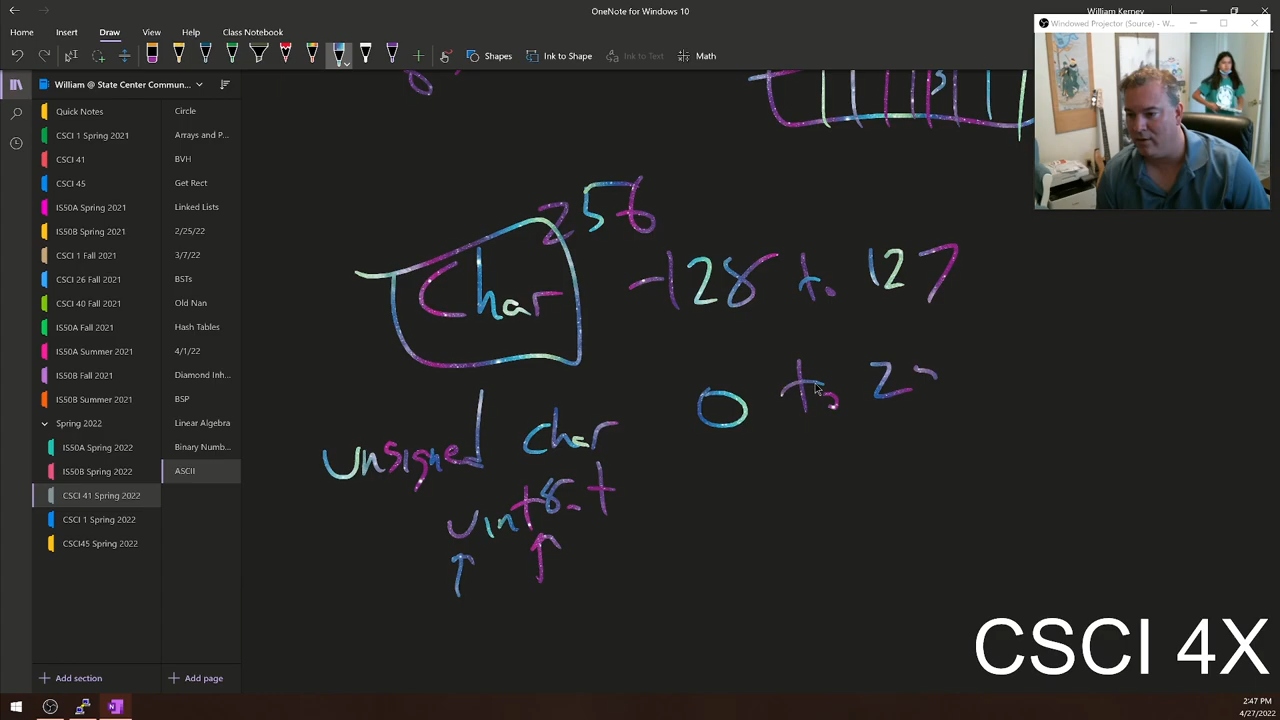 OneNote for Windows 10
William Kerney
Home
Insert
Draw
View
Help
Class Notebook
Windowed Projector (Source) - W...
Shapes
Ink to Shape
Ink to Text
Math
William @ State Center Commun...
Quick Notes
CSCI 1 Spring 2021
CSCI 41
CSCI 45
IS50A Spring 2021
IS50B Spring 2021
CSCI 1 Fall 2021
CSCI 26 Fall 2021
CSCI 40 Fall 2021
IS50A Fall 2021
IS50A Summer 2021
IS50B Fall 2021
IS50B Summer 2021
Spring 2022
IS50A Spring 2022
IS50B Spring 2022
CSCI 41 Spring 2022
CSCI 1 Spring 2022
CSCI45 Spring 2022
Add section
Circle
Arrays and P...
BVH
Get Rect
Linked Lists
2/25/22
3/7/22
BSTs
Old Nan
Hash Tables
4/1/22
Diamond Inh...
BSP
Linear Algebra
Binary Numb...
ASCII
Add page
256
Char
-128 to 127
unsigned char
0 to 2
uint8_t
CSCI 4X
2:47 PM
4/27/2022